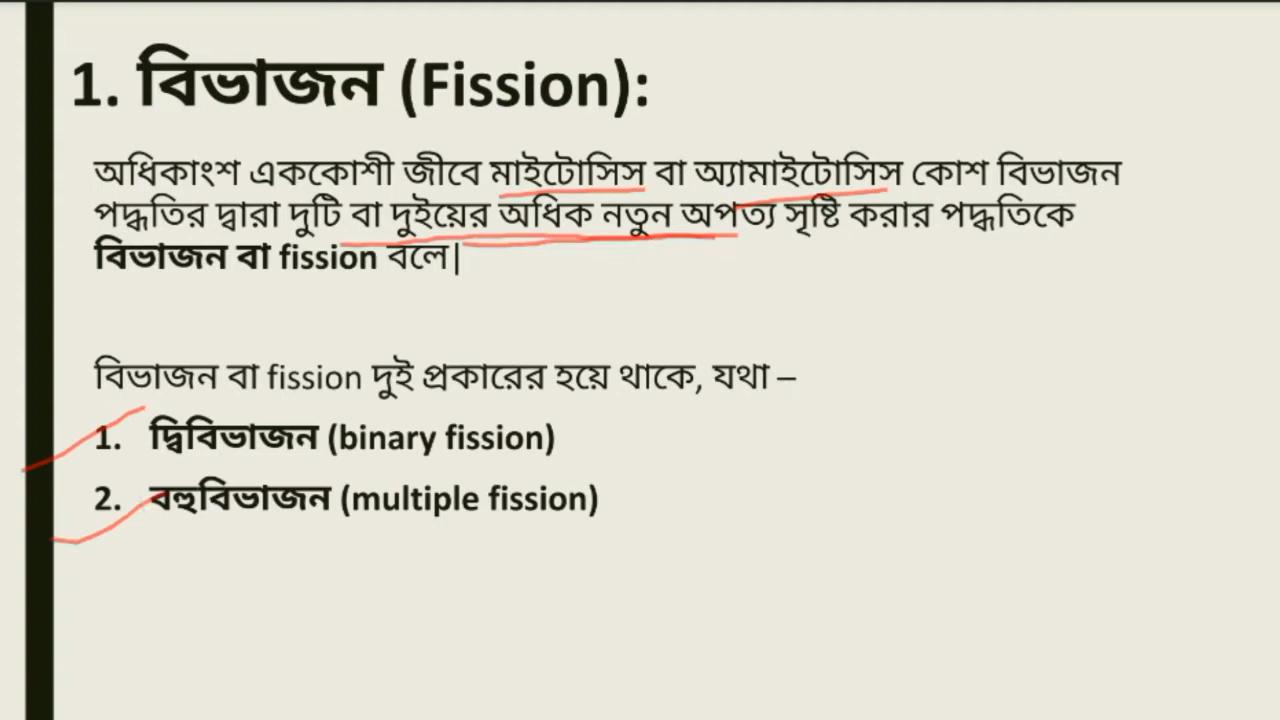 1. বিভাজন (Fission):
অধিকাংশ এককোশী জীবে মাইটোসিস বা অ্যামাইটোসিস কোশ বিভাজন
পদ্ধতির দ্বারা দুটি বা দুইয়ের অধিক নতুন অপত্য সৃষ্টি করার পদ্ধতিকে
বিভাজন বা fission বলে|
বিভাজন বা fission দুই প্রকারের হয়ে থাকে, যথা –
1. দ্বিবিভাজন (binary fission)
2. বহুবিভাজন (multiple fission)